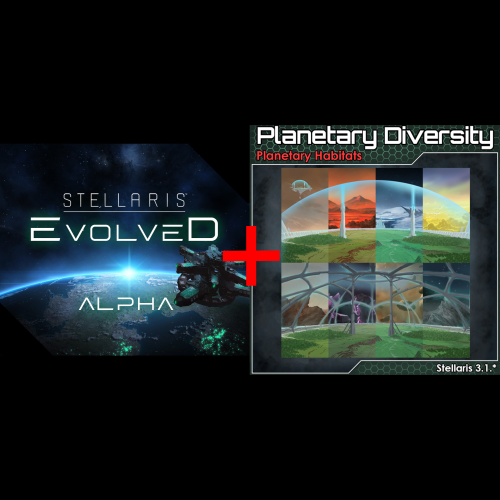 STELLARIS
EVOLVED
ALPHA
+
Planetary Diversity
Planetary Habitats
Stellaris 3.1.*